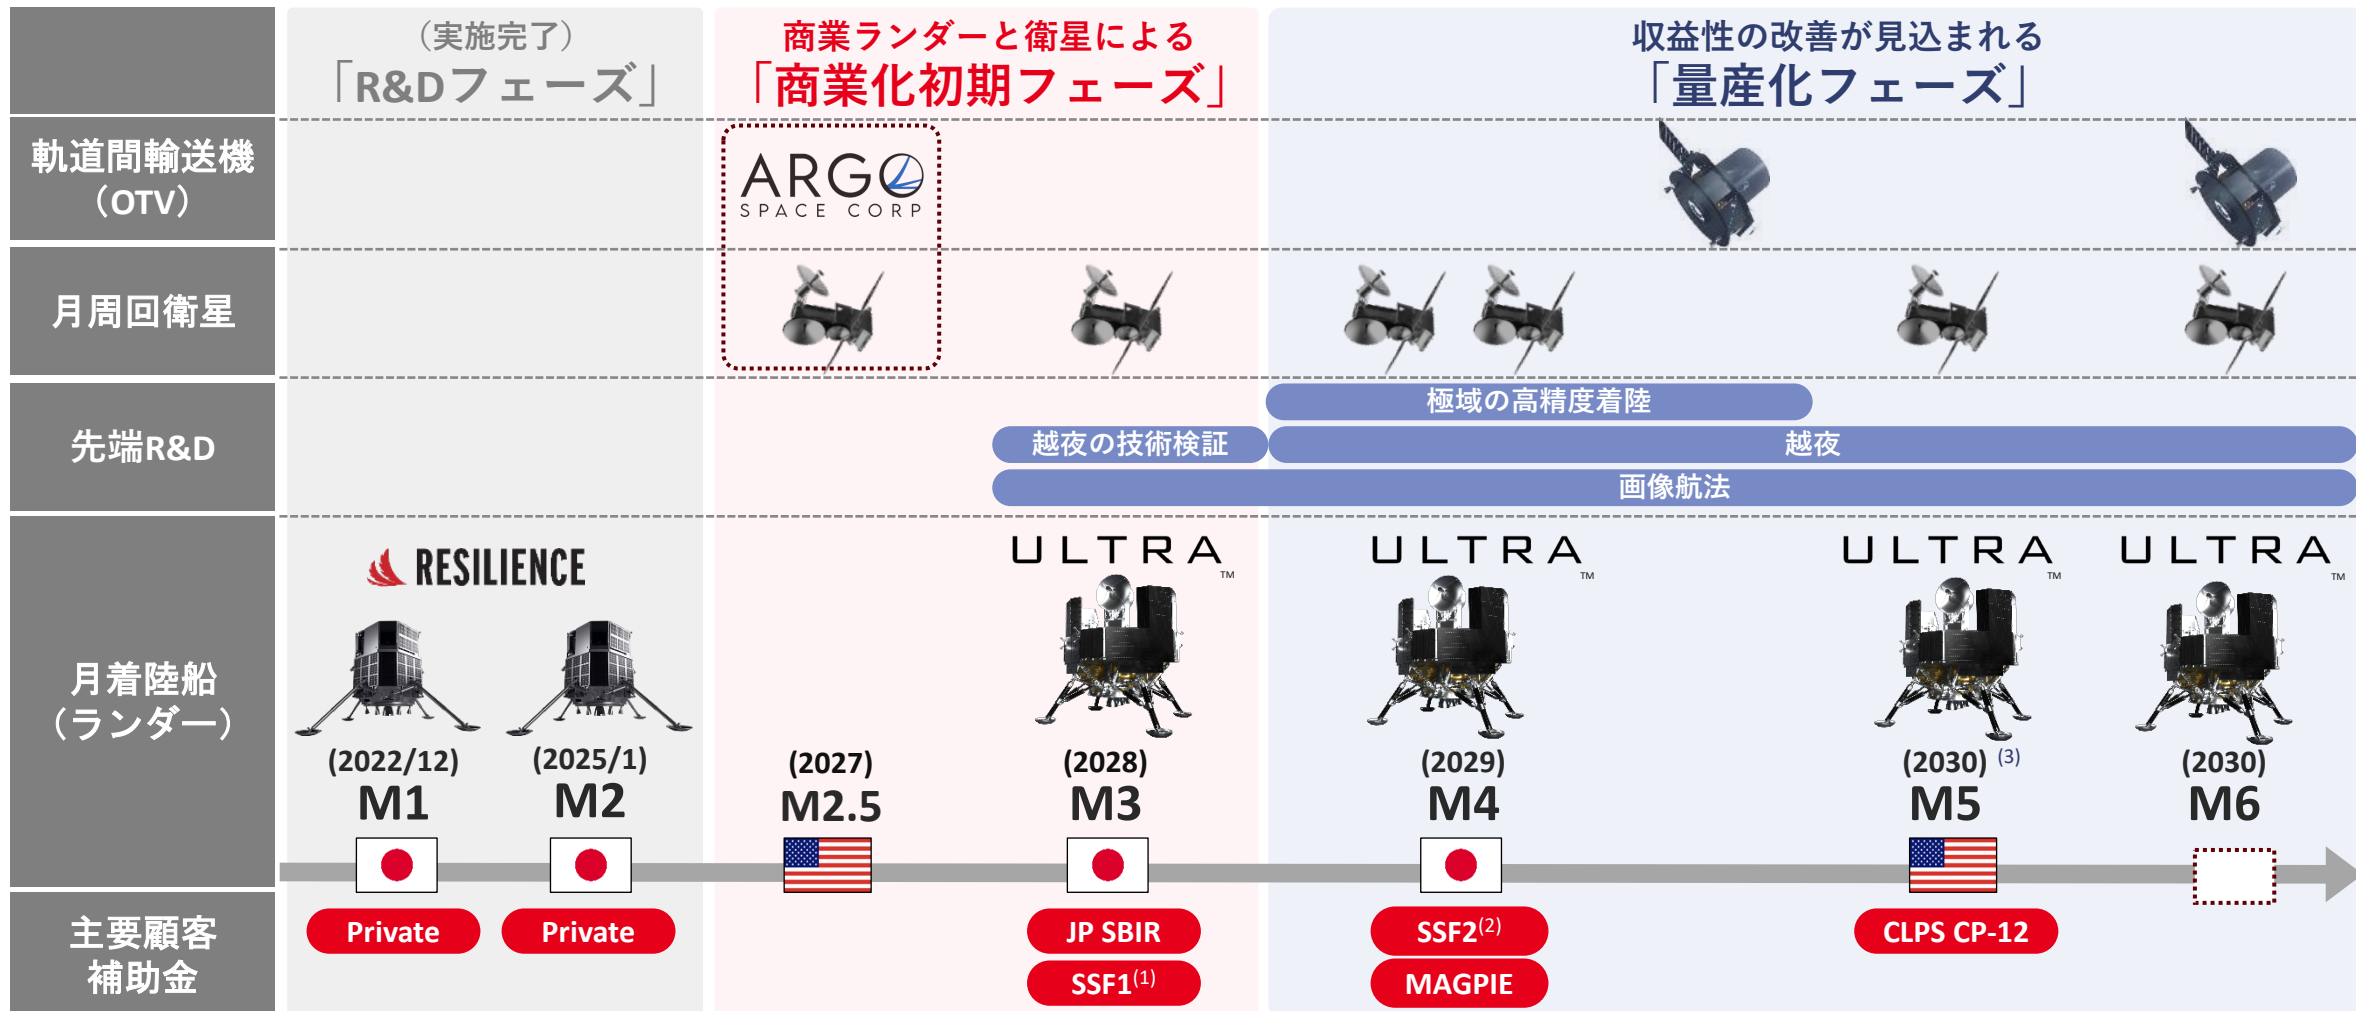 （実施完了）
「R&Dフェーズ」
商業ランダーと衛星による
「商業化初期フェーズ」
収益性の改善が見込まれる
「量産化フェーズ」
軌道間輸送機
（OTV）
ARGO
SPACE CORP
月周回衛星
先端R&D
極域の高精度着陸
越夜の技術検証
越夜
画像航法
月着陸船
（ランダー）
RESILIENCE
ULTRA™
ULTRA™
ULTRA™
ULTRA™
(2022/12)
M1
(2025/1)
M2
(2027)
M2.5
(2028)
M3
(2029)
M4
(2030) (3)
M5
(2030)
M6
主要顧客
補助金
Private
Private
JP SBIR
SSF1(1)
SSF2(2)
MAGPIE
CLPS CP-12